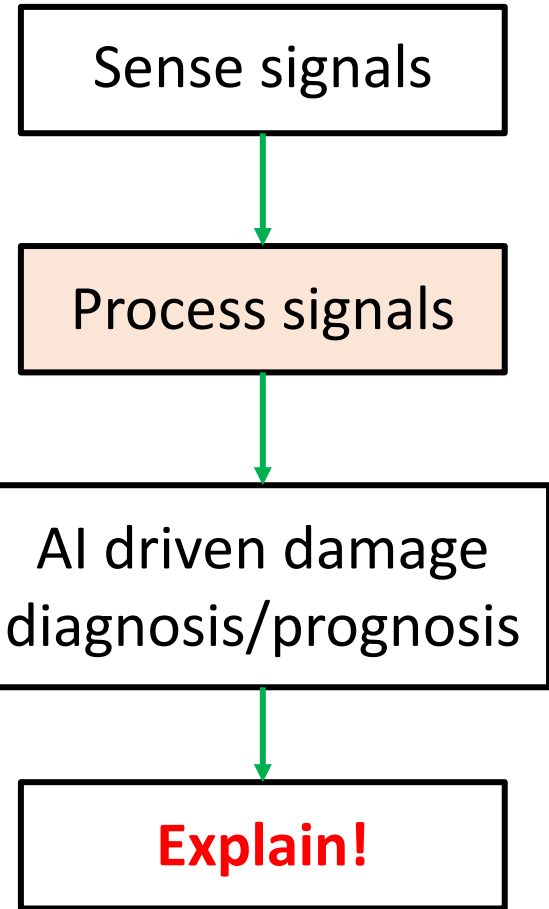 Sense signals
Process signals
AI driven damage
diagnosis/prognosis
Explain!